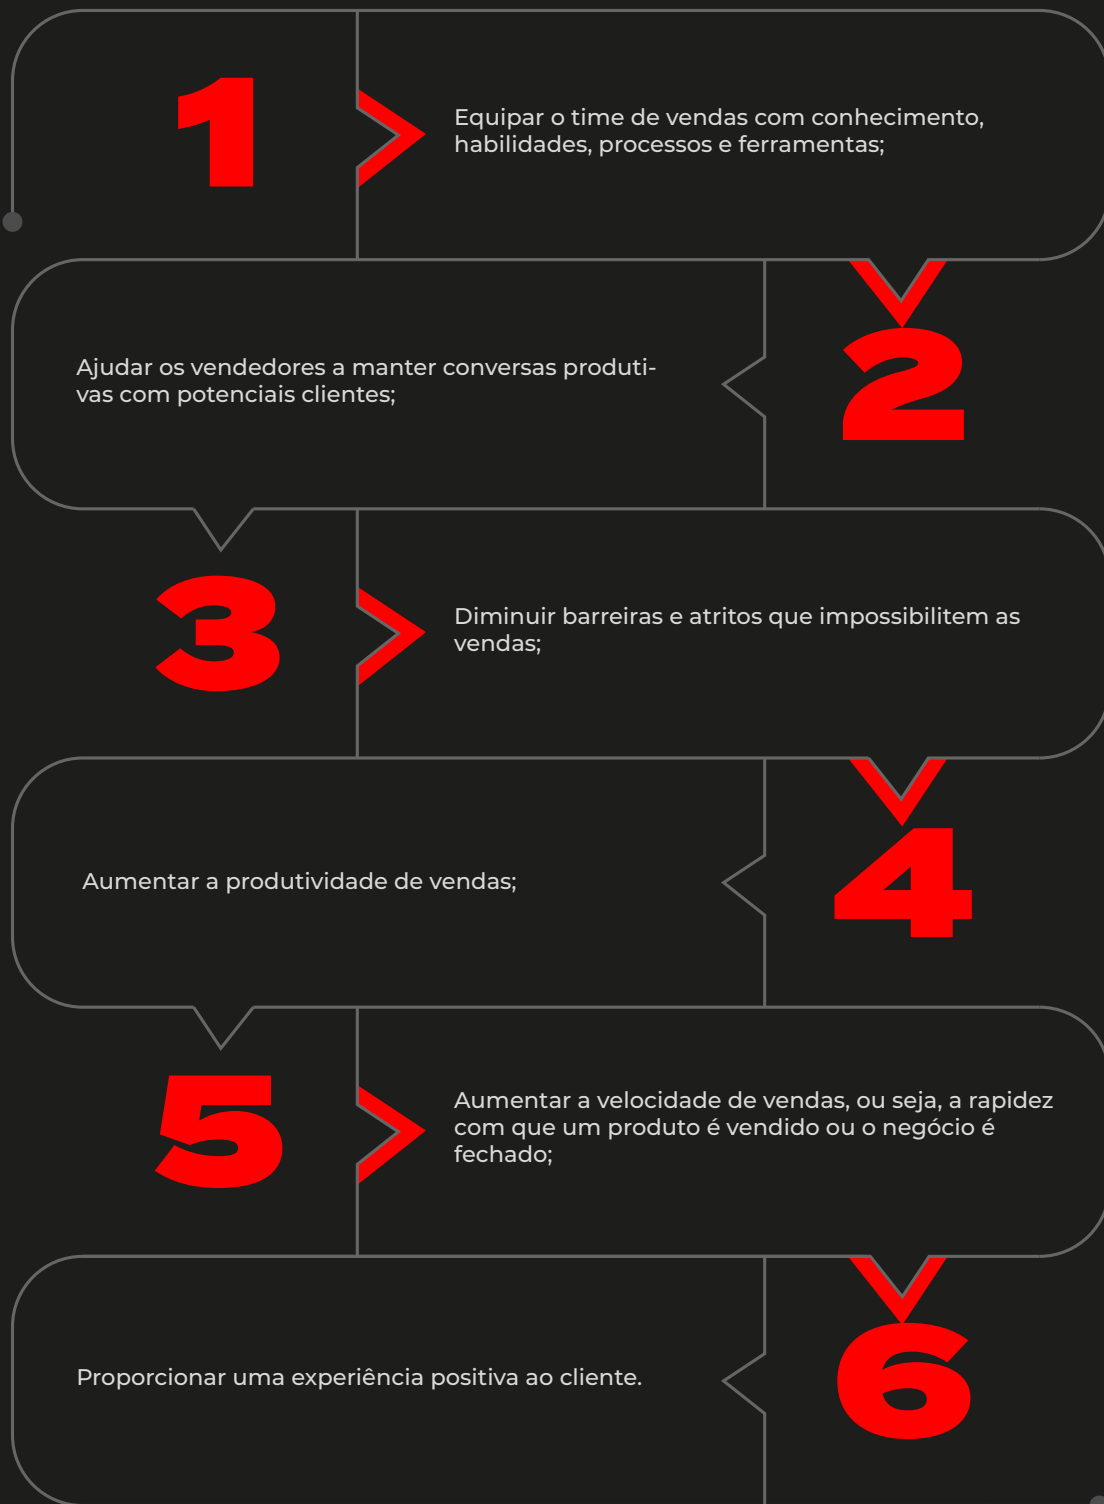 1
Equipar o time de vendas com conhecimento,
habilidades, processos e ferramentas;
2
Ajudar os vendedores a manter conversas produti-
vas com potenciais clientes;
3
Diminuir barreiras e atritos que impossibilitem as
vendas;
4
Aumentar a produtividade de vendas;
5
Aumentar a velocidade de vendas, ou seja, a rapidez
com que um produto é vendido ou o negócio é
fechado;
6
Proporcionar uma experiência positiva ao cliente.